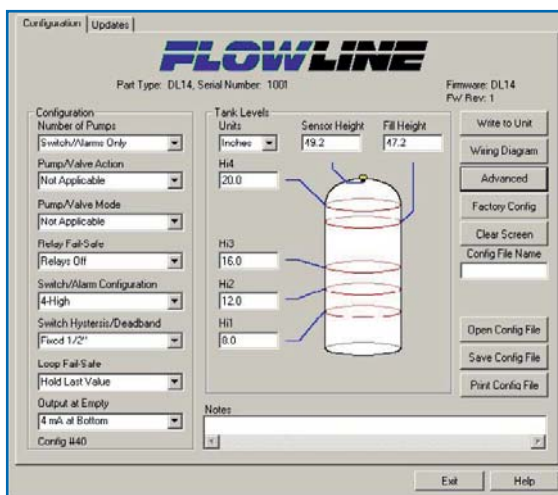 Configuration Updates
FLOWLINE
Part Type: DL14, Serial Number: 1001
Firmware: DL14
FW Rev: 1
Configuration
Number of Pumps
Switch/Alarms Only
Pump/Valve Action
Not Applicable
Pump/Valve Mode
Not Applicable
Relay Fail-Safe
Relays Off
Switch/Alarm Configuration
4-High
Switch Hystersis/Deadband
Fixed 1/2"
Loop Fail-Safe
Hold Last Value
Output at Empty
4 mA at Bottom
Config #40
Tank Levels
Units Sensor Height Fill Height
Inches 49.2 47.2
Hi4
20.0
Hi3
16.0
Hi2
12.0
Hi1
8.0
Notes
Write to Unit
Wiring Diagram
Advanced
Factory Config
Clear Screen
Config File Name
Open Config File
Save Config File
Print Config File
Exit Help